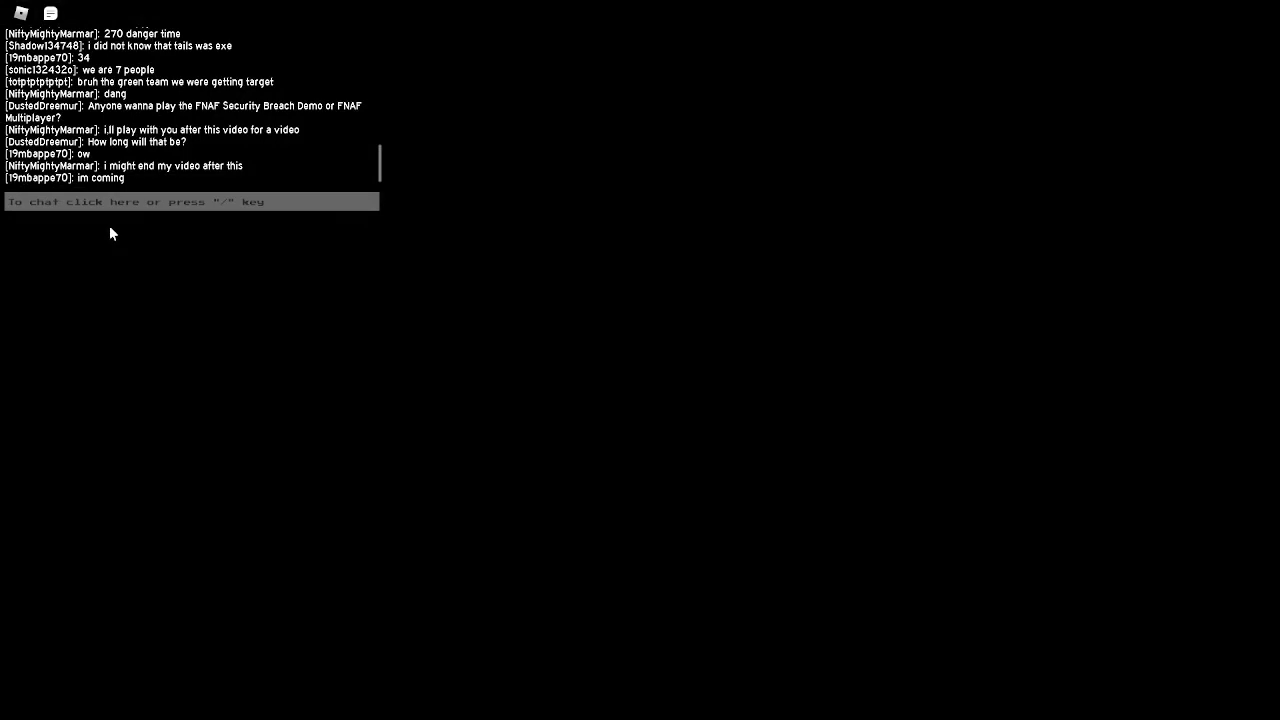 [NiftyMightyMarmar]: 270 danger time
[Shadow134748]: i did not know that tails was exe
[19mbappe70]: 34
[sonic132432o]: we are 7 people
[totptptptptpt]: bruh the green team we were getting target
[NiftyMightyMarmar]: dang
[DustedDreemur]: Anyone wanna play the FNAF Security Breach Demo or FNAF
Multiplayer?
[NiftyMightyMarmar]: i,ll play with you after this video for a video
[DustedDreemur]: How long will that be?
[19mbappe70]: ow
[NiftyMightyMarmar]: i might end my video after this
[19mbappe70]: im coming
To chat click here or press "/" key